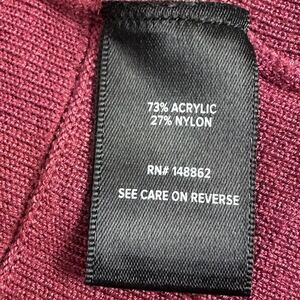 73% ACRYLIC
27% NYLON
RN# 148862
SEE CARE ON REVERSE